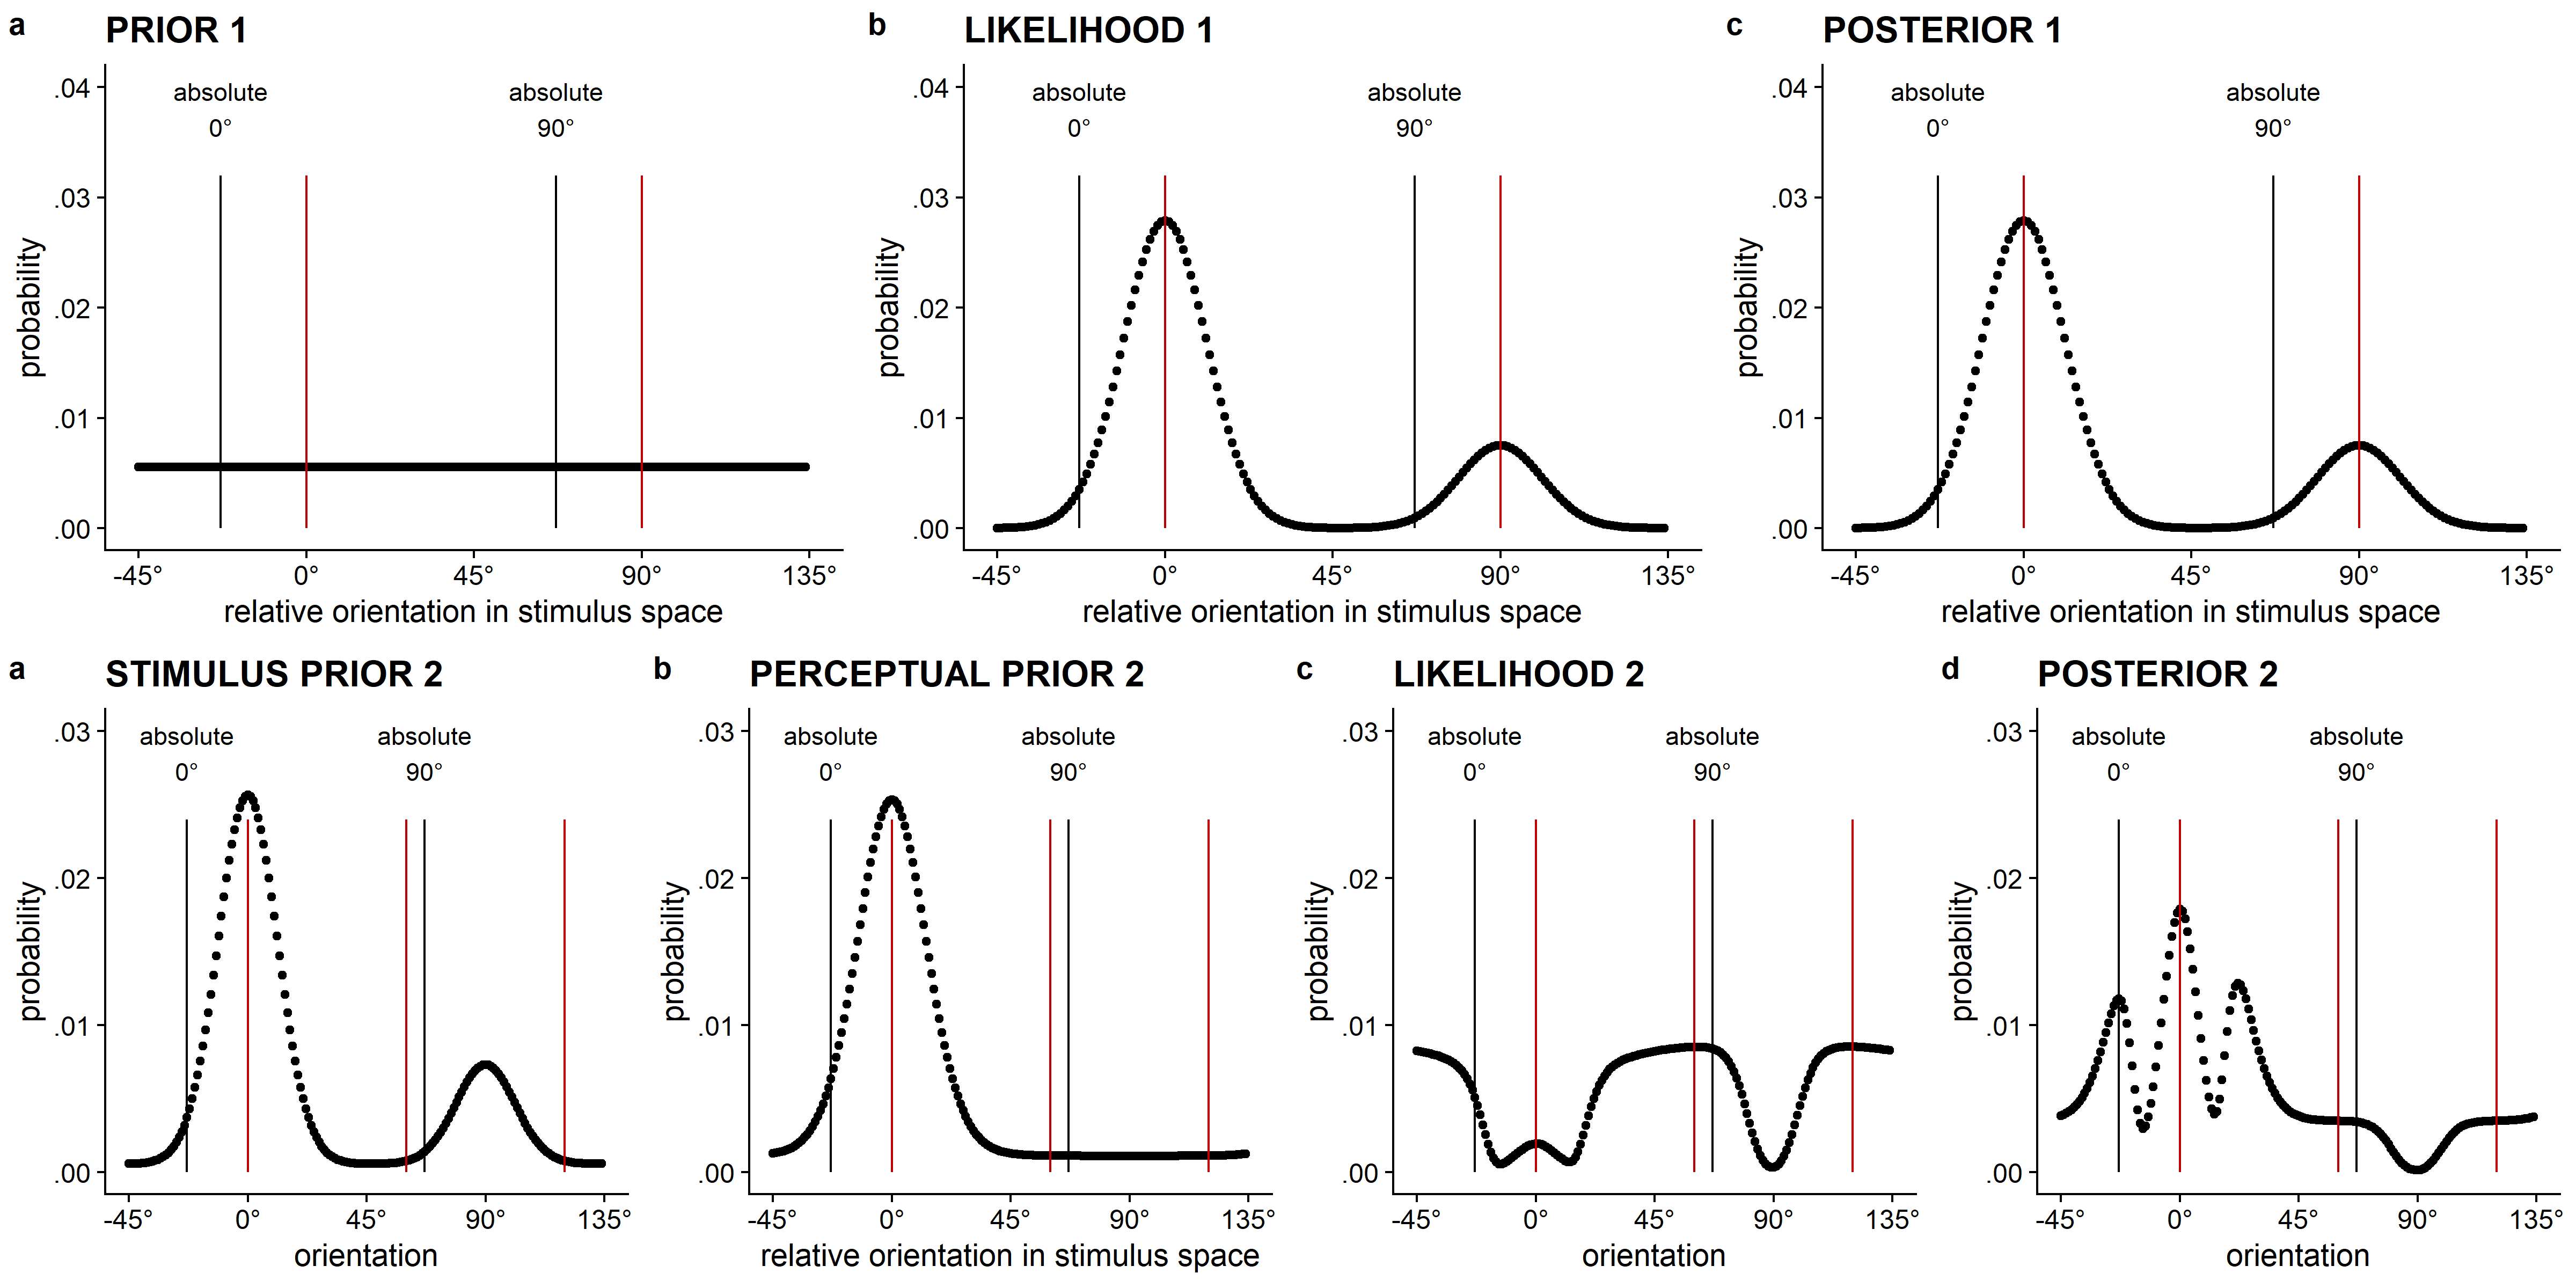 a PRIOR 1
absolute absolute
0° 90°
.04
.03
.02
.01
.00
probability
-45° 0° 45° 90° 135°
relative orientation in stimulus space
b LIKELIHOOD 1
absolute absolute
0° 90°
.04
.03
.02
.01
.00
probability
-45° 0° 45° 90° 135°
relative orientation in stimulus space
c POSTERIOR 1
absolute absolute
0° 90°
.04
.03
.02
.01
.00
probability
-45° 0° 45° 90° 135°
relative orientation in stimulus space
a STIMULUS PRIOR 2
absolute absolute
0° 90°
.03
.02
.01
.00
probability
-45° 0° 45° 90° 135°
orientation
b PERCEPTUAL PRIOR 2
absolute absolute
0° 90°
.03
.02
.01
.00
probability
-45° 0° 45° 90° 135°
relative orientation in stimulus space
c LIKELIHOOD 2
absolute absolute
0° 90°
.03
.02
.01
.00
probability
-45° 0° 45° 90° 135°
orientation
d POSTERIOR 2
absolute absolute
0° 90°
.03
.02
.01
.00
probability
-45° 0° 45° 90° 135°
orientation